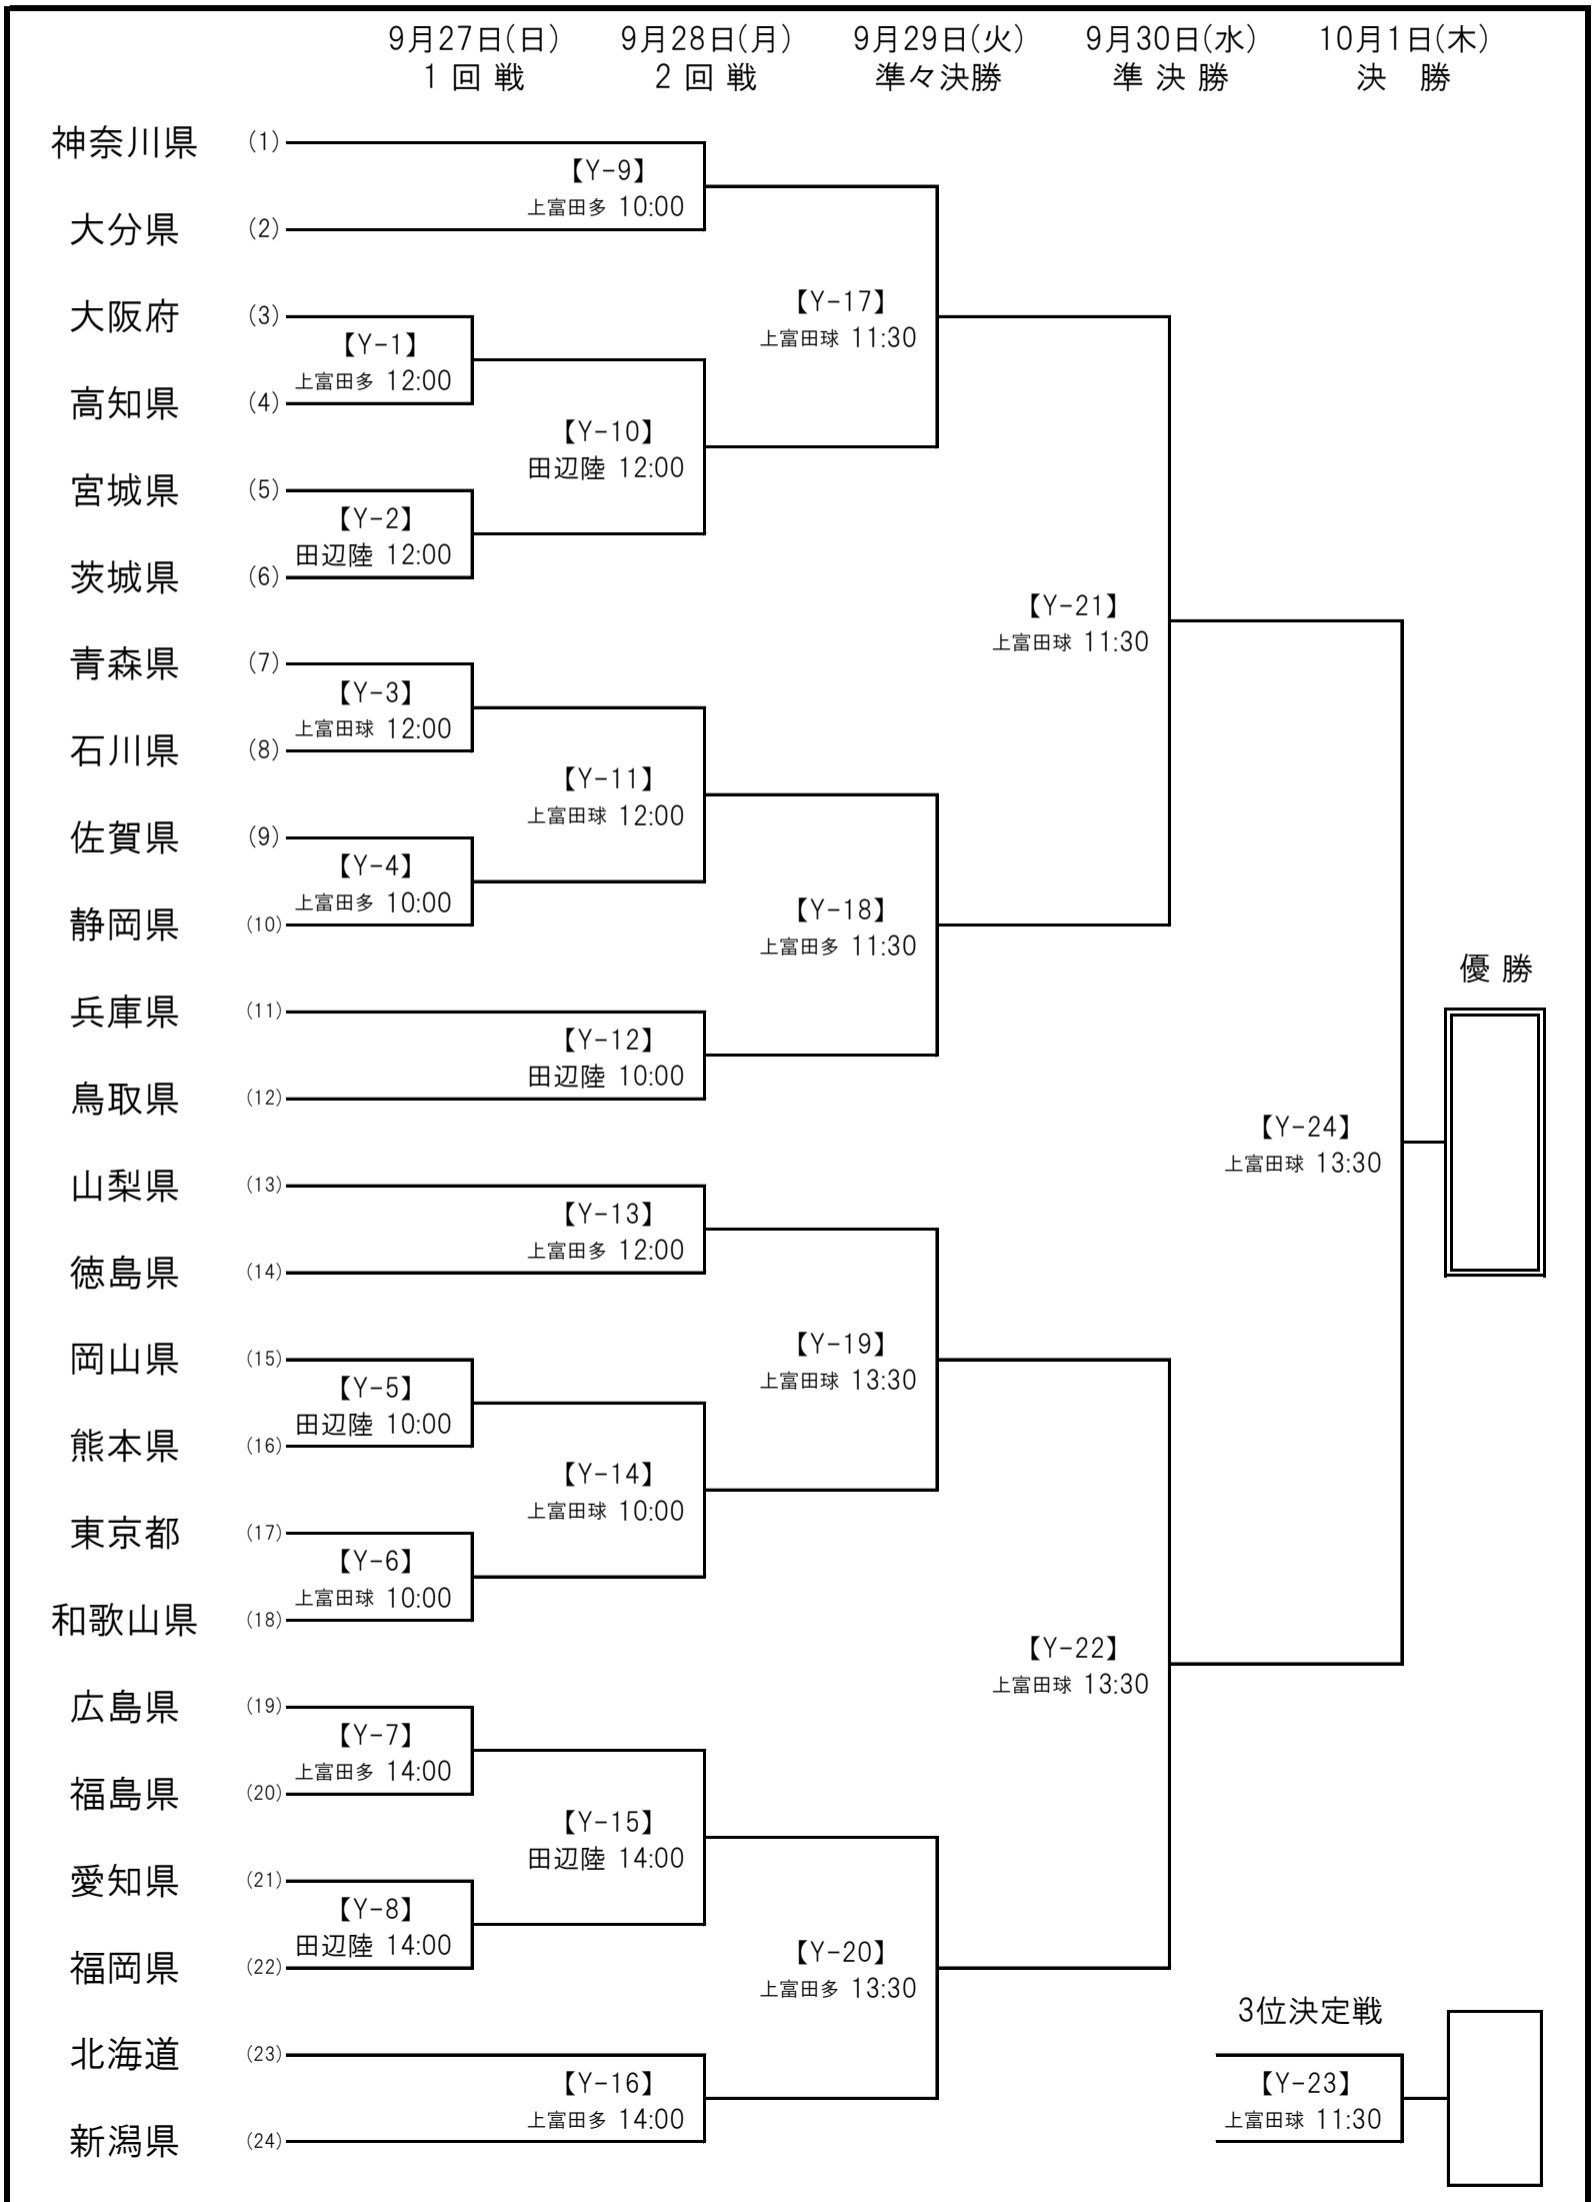 9月27日(日) 9月28日(月) 9月29日(火) 9月30日(水) 10月1日(木)
1 回 戦 2 回 戦 準々決勝 準 決 勝 決 勝
神奈川県 (1)
【Y-9】
上富田多 10:00
大分県 (2)
大阪府 (3)
【Y-17】
上富田球 11:30
【Y-1】
上富田多 12:00
高知県 (4)
【Y-10】
田辺陸 12:00
宮城県 (5)
【Y-2】
田辺陸 12:00
茨城県 (6)
【Y-21】
上富田球 11:30
青森県 (7)
【Y-3】
上富田球 12:00
石川県 (8)
【Y-11】
上富田球 12:00
佐賀県 (9)
【Y-4】
上富田多 10:00
静岡県 (10)
【Y-18】
上富田多 11:30
優 勝
兵庫県 (11)
【Y-12】
田辺陸 10:00
鳥取県 (12)
【Y-24】
上富田球 13:30
山梨県 (13)
【Y-13】
上富田多 12:00
徳島県 (14)
【Y-19】
上富田球 13:30
岡山県 (15)
【Y-5】
田辺陸 10:00
熊本県 (16)
【Y-14】
上富田球 10:00
東京都 (17)
【Y-6】
上富田球 10:00
和歌山県 (18)
【Y-22】
上富田球 13:30
広島県 (19)
【Y-7】
上富田多 14:00
福島県 (20)
【Y-15】
田辺陸 14:00
愛知県 (21)
【Y-8】
田辺陸 14:00
福岡県 (22)
【Y-20】
上富田多 13:30
3位決定戦
北海道 (23)
【Y-16】
上富田多 14:00
【Y-23】
上富田球 11:30
新潟県 (24)